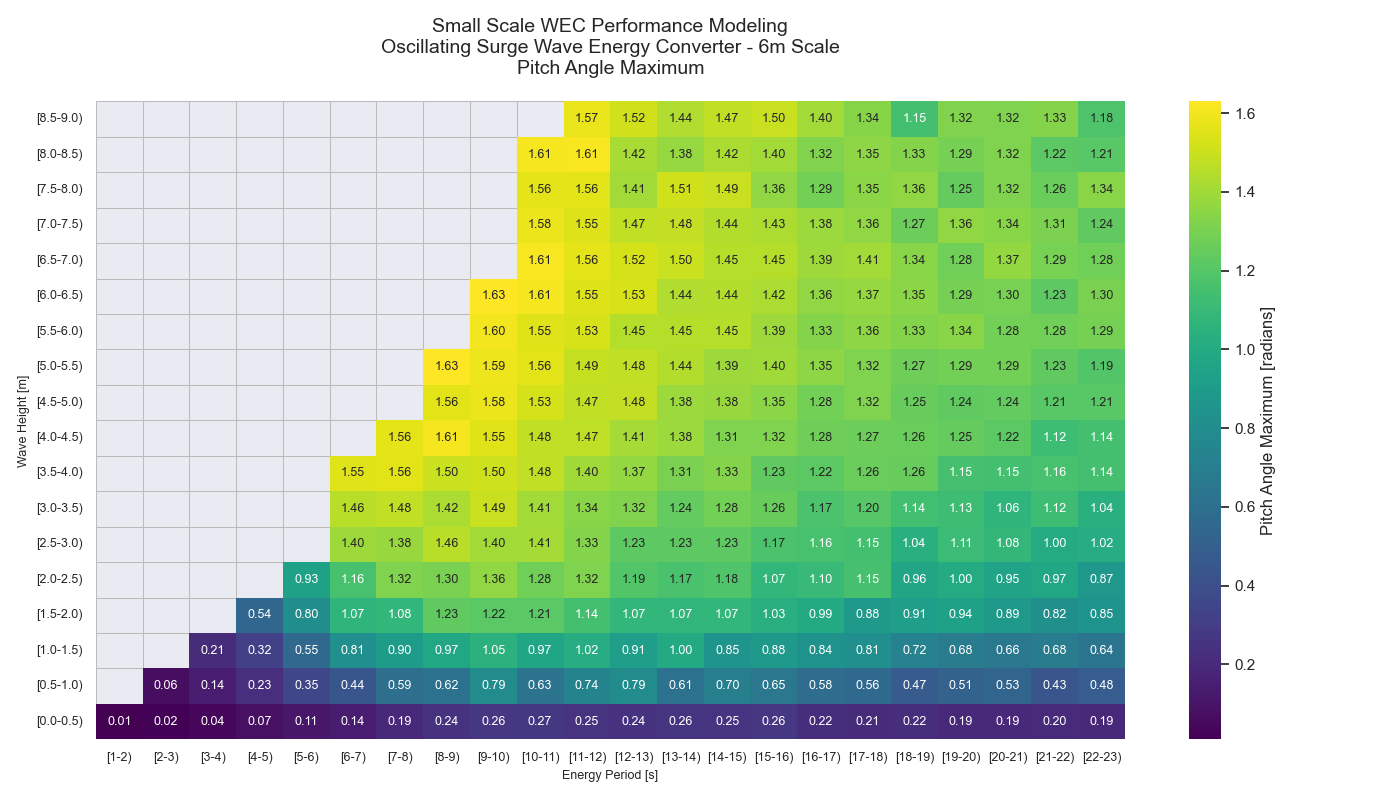 Small Scale WEC Performance Modeling
Oscillating Surge Wave Energy Converter - 6m Scale
Pitch Angle Maximum
Wave Height [m]
[8.5-9.0) 1.57 1.52 1.44 1.47 1.50 1.40 1.34 1.15 1.32 1.32 1.33 1.18
[8.0-8.5) 1.61 1.61 1.42 1.38 1.42 1.40 1.32 1.35 1.33 1.29 1.32 1.22 1.21
[7.5-8.0) 1.56 1.56 1.41 1.51 1.49 1.36 1.29 1.35 1.36 1.25 1.32 1.26 1.34
[7.0-7.5) 1.58 1.55 1.47 1.48 1.44 1.43 1.38 1.36 1.27 1.36 1.34 1.31 1.24
[6.5-7.0) 1.61 1.56 1.52 1.50 1.45 1.45 1.39 1.41 1.34 1.28 1.37 1.29 1.28
[6.0-6.5) 1.63 1.61 1.55 1.53 1.44 1.44 1.42 1.36 1.37 1.35 1.29 1.30 1.23 1.30
[5.5-6.0) 1.60 1.55 1.53 1.45 1.45 1.45 1.39 1.33 1.36 1.33 1.34 1.28 1.28 1.29
[5.0-5.5) 1.63 1.59 1.56 1.49 1.48 1.44 1.39 1.40 1.35 1.32 1.27 1.29 1.29 1.23 1.19
[4.5-5.0) 1.56 1.58 1.53 1.47 1.48 1.38 1.38 1.35 1.28 1.32 1.25 1.24 1.24 1.21 1.21
[4.0-4.5) 1.56 1.61 1.55 1.48 1.47 1.41 1.38 1.31 1.32 1.28 1.27 1.26 1.25 1.22 1.12 1.14
[3.5-4.0) 1.55 1.56 1.50 1.50 1.48 1.40 1.37 1.31 1.33 1.23 1.22 1.26 1.26 1.15 1.15 1.16 1.14
[3.0-3.5) 1.46 1.48 1.42 1.49 1.41 1.34 1.32 1.24 1.28 1.26 1.17 1.20 1.14 1.13 1.06 1.12 1.04
[2.5-3.0) 1.40 1.38 1.46 1.40 1.41 1.33 1.23 1.23 1.23 1.17 1.16 1.15 1.04 1.11 1.08 1.00 1.02
[2.0-2.5) 0.93 1.16 1.32 1.30 1.36 1.28 1.32 1.19 1.17 1.18 1.07 1.10 1.15 0.96 1.00 0.95 0.97 0.87
[1.5-2.0) 0.54 0.80 1.07 1.08 1.23 1.22 1.21 1.14 1.07 1.07 1.07 1.03 0.99 0.88 0.91 0.94 0.89 0.82 0.85
[1.0-1.5) 0.21 0.32 0.55 0.81 0.90 0.97 1.05 0.97 1.02 0.91 1.00 0.85 0.88 0.84 0.81 0.72 0.68 0.66 0.68 0.64
[0.5-1.0) 0.06 0.14 0.23 0.35 0.44 0.59 0.62 0.79 0.63 0.74 0.79 0.61 0.70 0.65 0.58 0.56 0.47 0.51 0.53 0.43 0.48
[0.0-0.5) 0.01 0.02 0.04 0.07 0.11 0.14 0.19 0.24 0.26 0.27 0.25 0.24 0.26 0.25 0.26 0.22 0.21 0.22 0.19 0.19 0.20 0.19
[1-2) [2-3) [3-4) [4-5) [5-6) [6-7) [7-8) [8-9) [9-10) [10-11) [11-12) [12-13) [13-14) [14-15) [15-16) [16-17) [17-18) [18-19) [19-20) [20-21) [21-22) [22-23)
Energy Period [s]
1.6
1.4
1.2
1.0
0.8
0.6
0.4
0.2
Pitch Angle Maximum [radians]